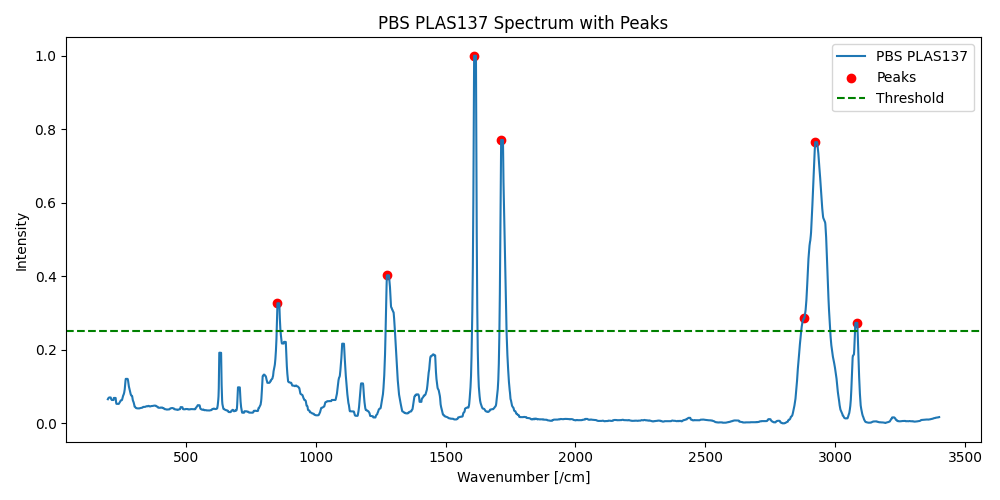 PBS PLAS137 Spectrum with Peaks
PBS PLAS137
Peaks
Threshold
Intensity
1.0
0.8
0.6
0.4
0.2
0.0
500
1000
1500
2000
2500
3000
3500
Wavenumber [/cm]